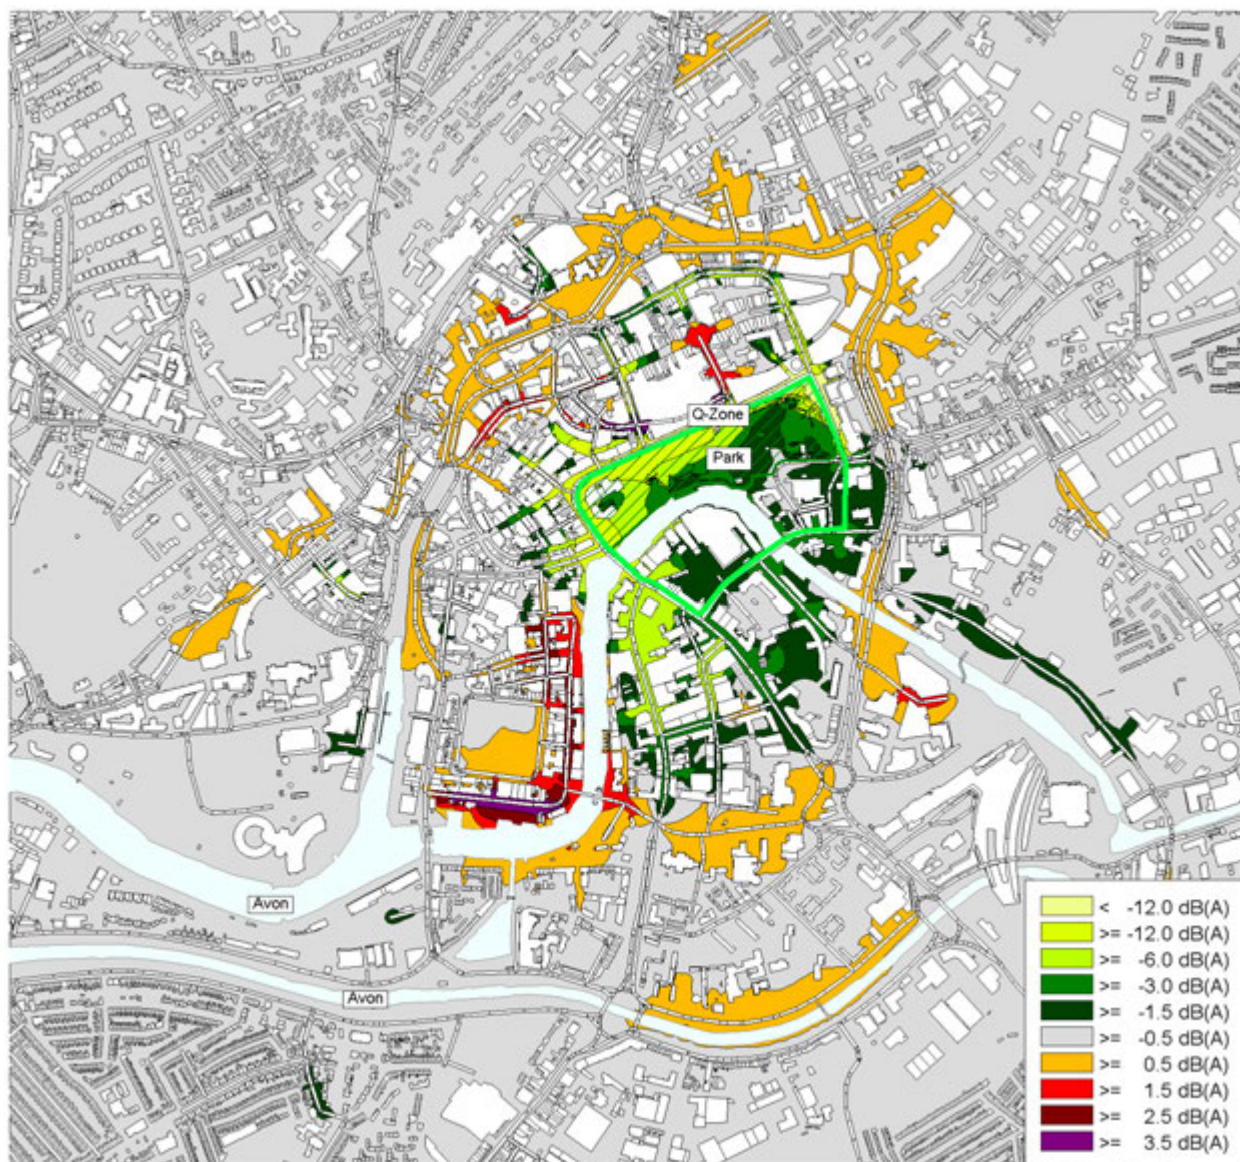 Q-Zone
Park
Avon
Avon
< -12.0 dB(A)
>= -12.0 dB(A)
>= -6.0 dB(A)
>= -3.0 dB(A)
>= -1.5 dB(A)
>= -0.5 dB(A)
>= 0.5 dB(A)
>= 1.5 dB(A)
>= 2.5 dB(A)
>= 3.5 dB(A)